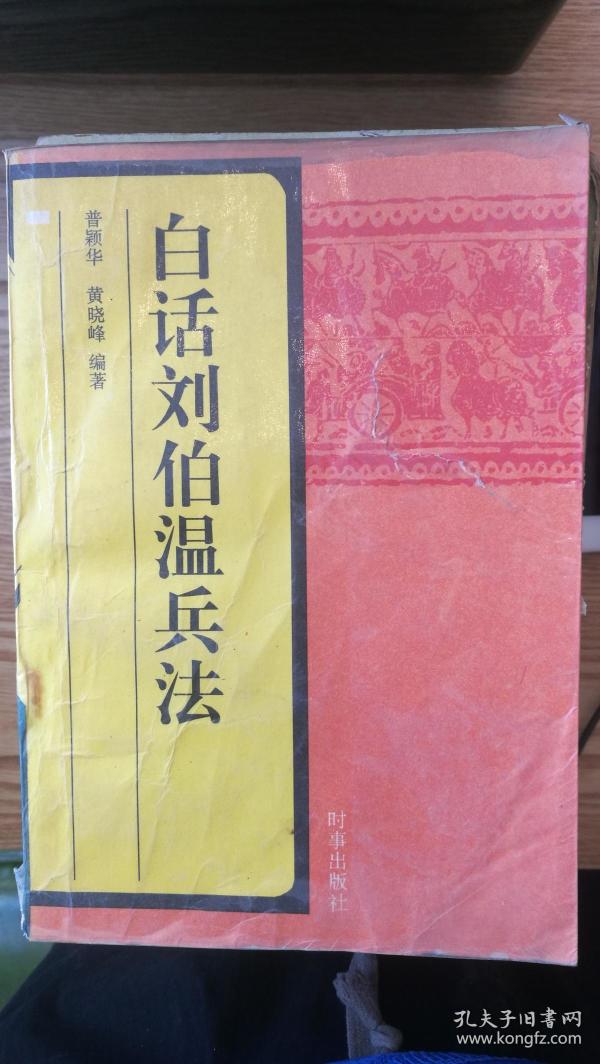 白话刘伯温兵法
普颖华 黄晓峰 编著
时事出版社
孔夫子旧书网
www.kongfz.com